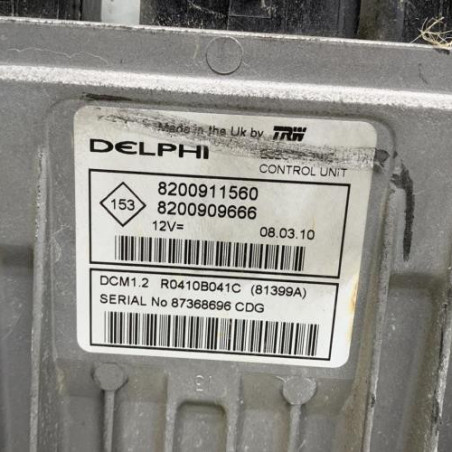 Made in the Uk by TRW
DELPHI
CONTROL UNIT
153
8200911560
8200909666
12V=
08.03.10
DCM1.2 R0410B041C (81399A)
SERIAL No 87368696 CDG